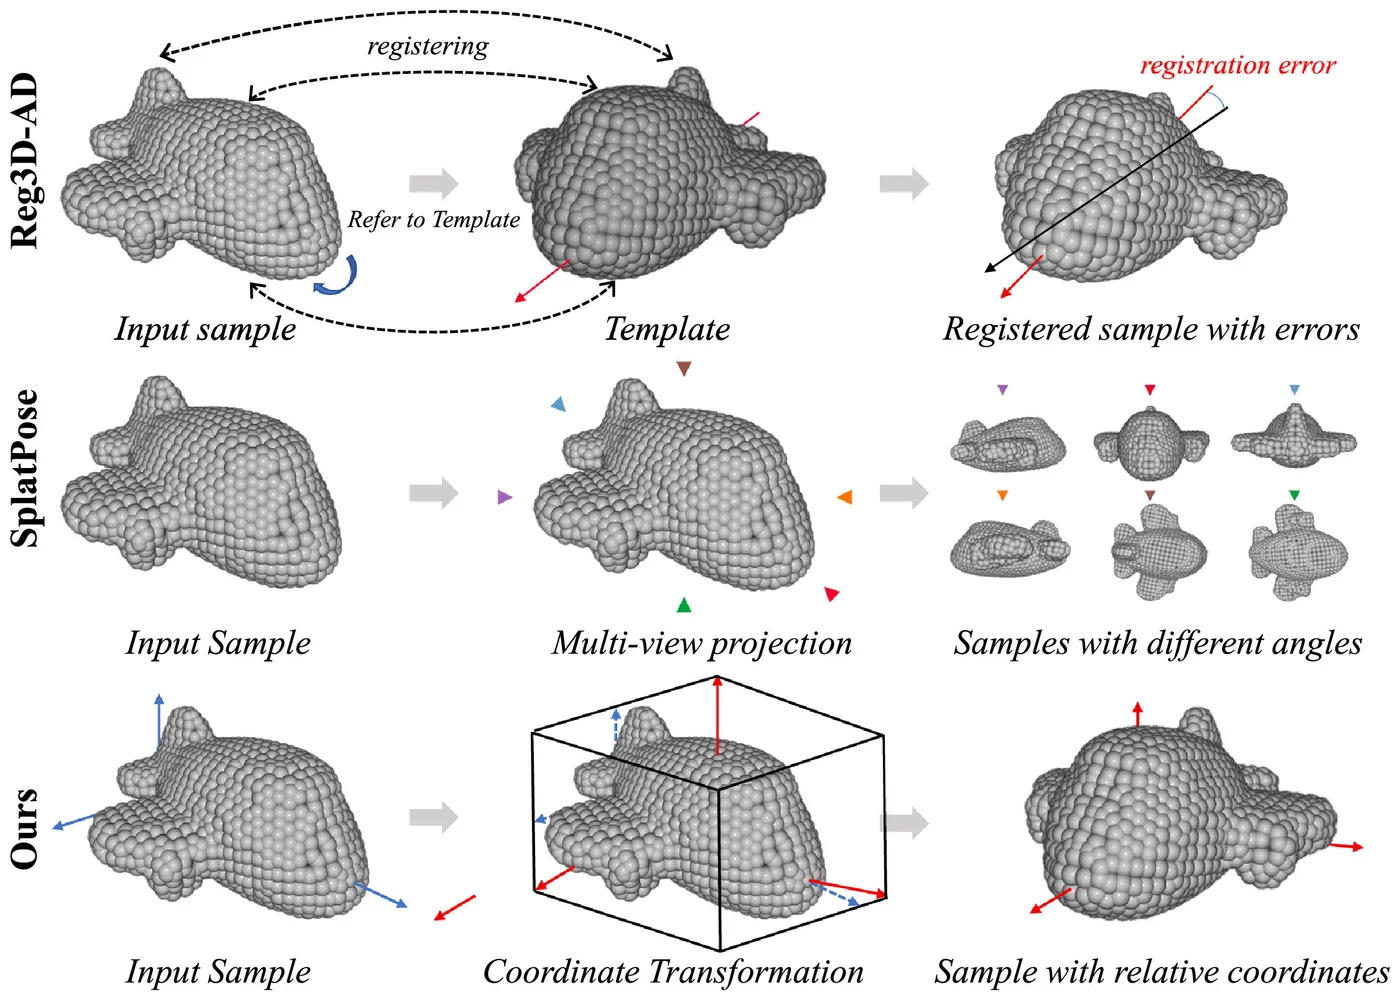 Reg3D-AD
registering
Refer to Template
registration error
Input sample
Template
Registered sample with errors
SplatPose
Input Sample
Multi-view projection
Samples with different angles
Ours
Input Sample
Coordinate Transformation
Sample with relative coordinates